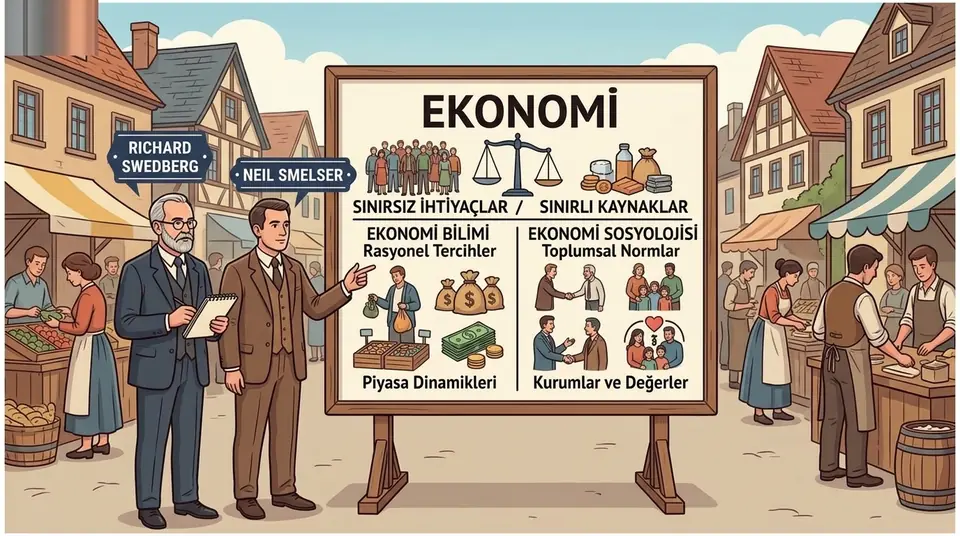 RICHARD
SWEDBERG
NEIL SMELSER
EKONOMİ
SINIRSIZ İHTİYAÇLAR / SINIRLI KAYNAKLAR
EKONOMİ BİLİMİ
Rasyonel Tercihler
Piyasa Dinamikleri
EKONOMİ SOSYOLOJİSİ
Toplumsal Normlar
Kurumlar ve Değerler